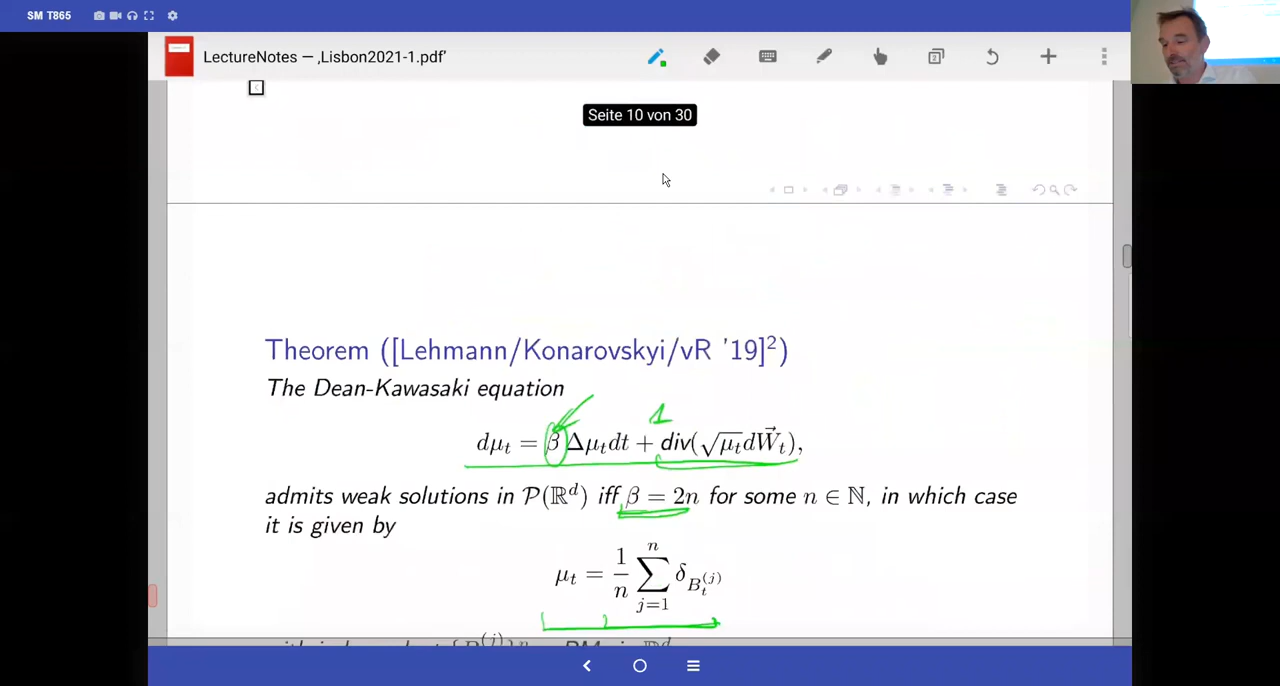 SM T865
LectureNotes — ‚Lisbon2021-1.pdf'
Seite 10 von 30
Theorem ([Lehmann/Konarovskyi/vR '19]²)
The Dean-Kawasaki equation
1
dμ_t = βΔμ_t dt + div(√μ_t dW⃗_t),
admits weak solutions in P(ℝ^d) iff β = 2n for some n ∈ ℕ, in which case
it is given by
μ_t = 1/n ∑_{j=1}^{n} δ_{B_t^{(j)}}